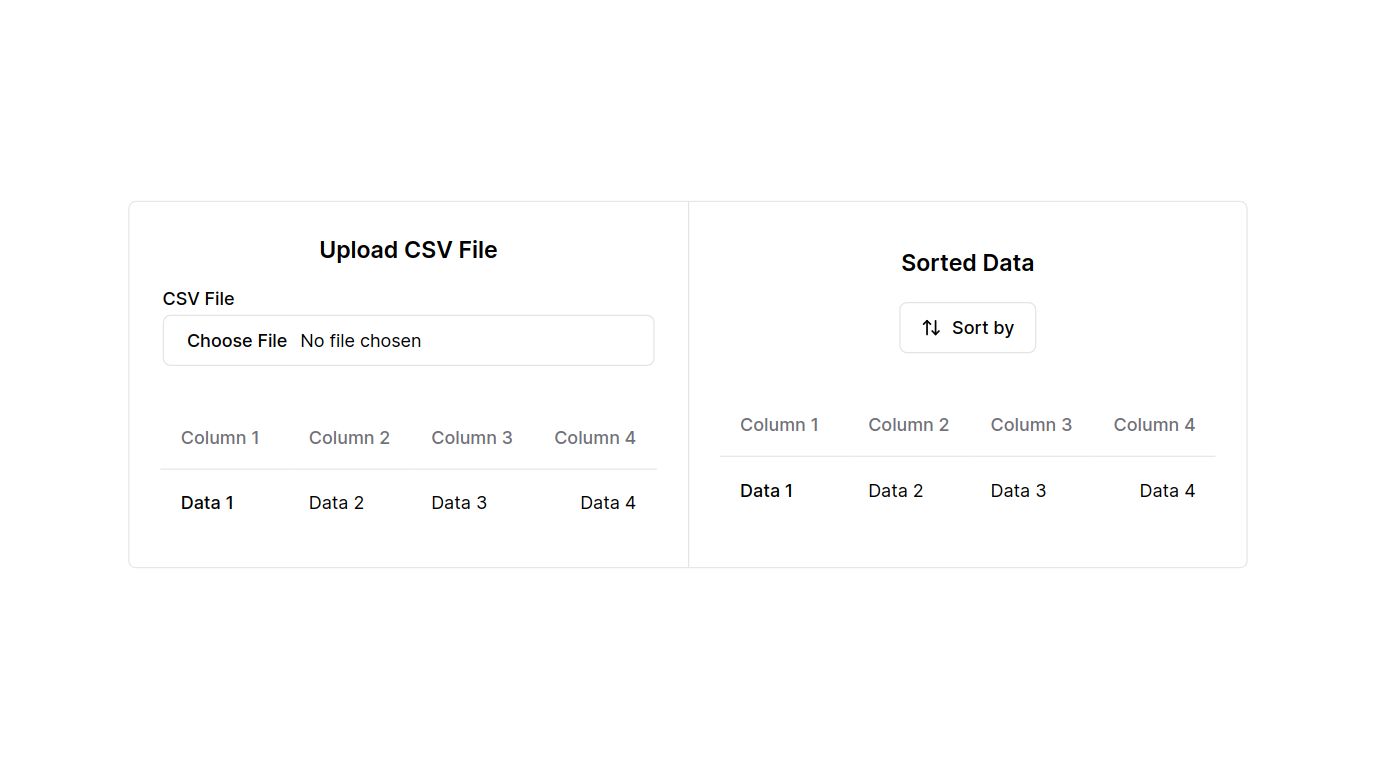 Upload CSV File
CSV File
Choose File No file chosen
Column 1 Column 2 Column 3 Column 4
Data 1 Data 2 Data 3 Data 4
Sorted Data
Sort by
Column 1 Column 2 Column 3 Column 4
Data 1 Data 2 Data 3 Data 4